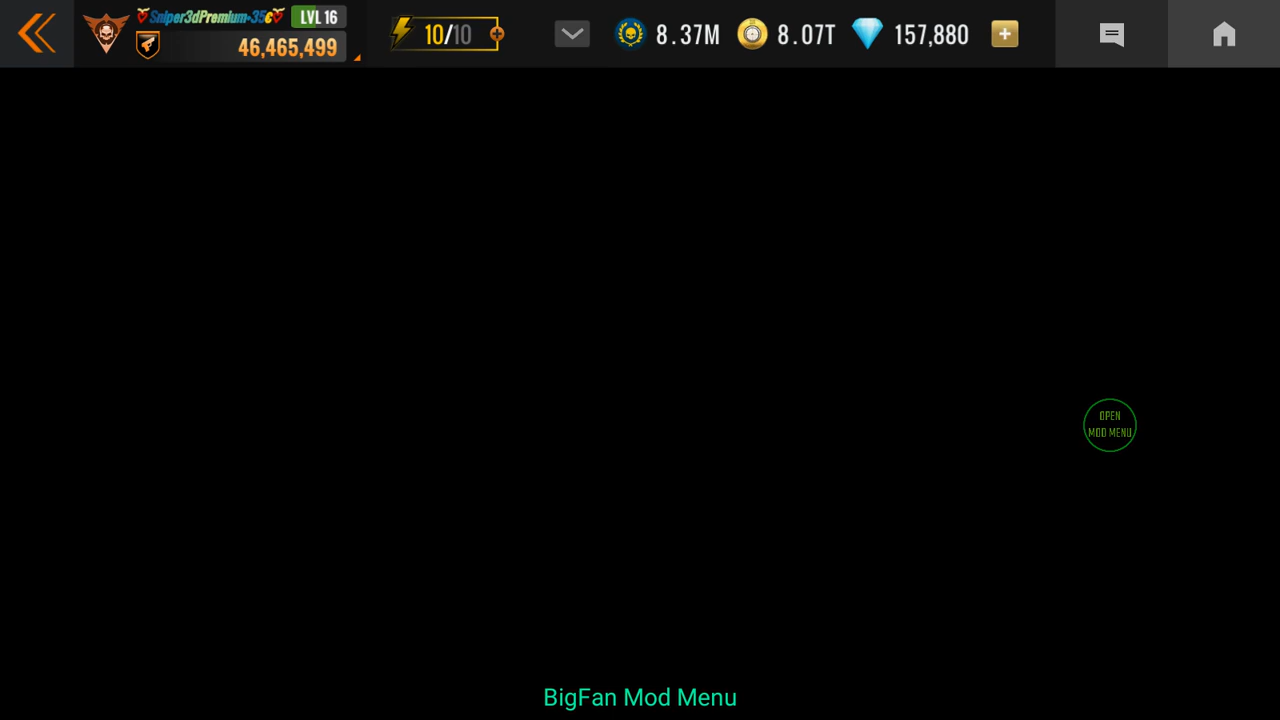 Sniper3dPremium-35€
LVL 16
46,465,499
10/10
8.37M
8.07T
157,880
OPEN
MOD MENU
BigFan Mod Menu